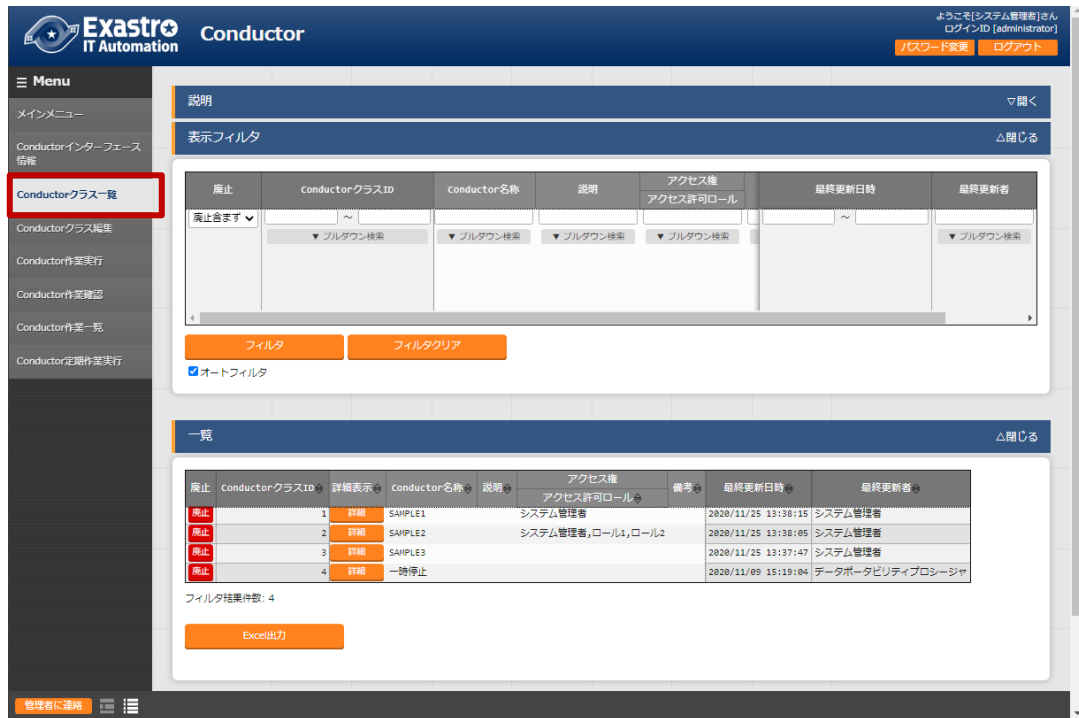 Exastro
IT Automation
Conductor
ようこそ[システム管理者]さん
ログインID [administrator]
パスワード変更
ログアウト
Menu
メインメニュー
Conductorインターフェース
情報
Conductorクラス一覧
Conductorクラス編集
Conductor作業実行
Conductor作業確認
Conductor作業一覧
Conductor定期作業実行
説明
▽開く
表示フィルタ
△閉じる
廃止 ConductorクラスID Conductor名称 説明 アクセス権 最終更新日時 最終更新者
アクセス許可ロール
廃止含まず ~ ~
▼ プルダウン検索 ▼ プルダウン検索 ▼ プルダウン検索 ▼ プルダウン検索 ▼ プルダウン検索
フィルタ フィルタクリア
オートフィルタ
一覧
△閉じる
廃止 ConductorクラスID 詳細表示 Conductor名称 説明 アクセス権 備考 最終更新日時 最終更新者
アクセス許可ロール
廃止 1 詳細 SAMPLE1 システム管理者 2020/11/25 13:38:15 システム管理者
廃止 2 詳細 SAMPLE2 システム管理者,ロール1,ロール2 2020/11/25 13:38:05 システム管理者
廃止 3 詳細 SAMPLE3 2020/11/25 13:37:47 システム管理者
廃止 4 詳細 一時停止 2020/11/09 15:19:04 データポータビリティプロシージャ
フィルタ結果件数: 4
Excel出力
管理者に連絡